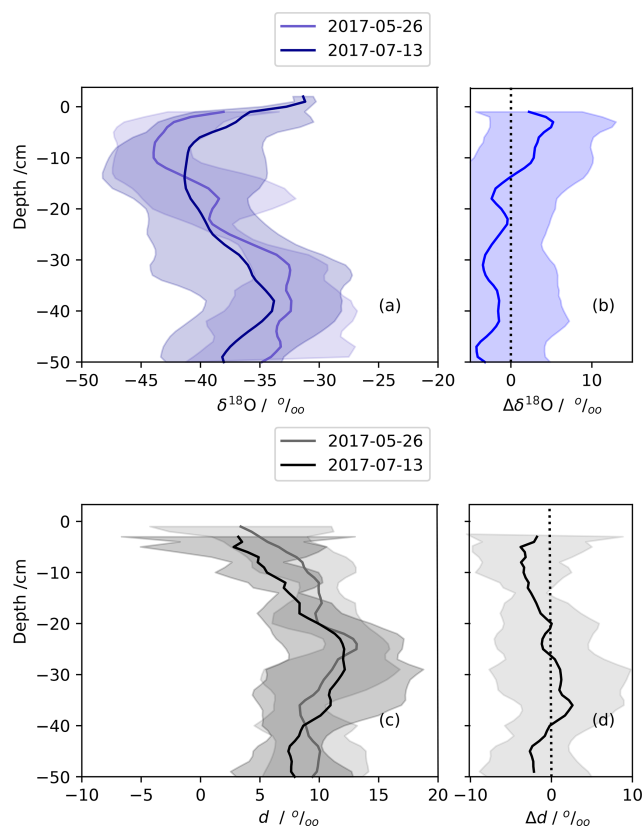 2017-05-26
2017-07-13
0
−10
−20
−30
−40
−50
Depth /cm
−50 −45 −40 −35 −30 −25 −20
δ¹⁸O / ‰
(a)
0 10
Δδ¹⁸O / ‰
(b)
2017-05-26
2017-07-13
0
−10
−20
−30
−40
−50
Depth /cm
−10 −5 0 5 10 15 20
d / ‰
(c)
−10 0 10
Δd / ‰
(d)